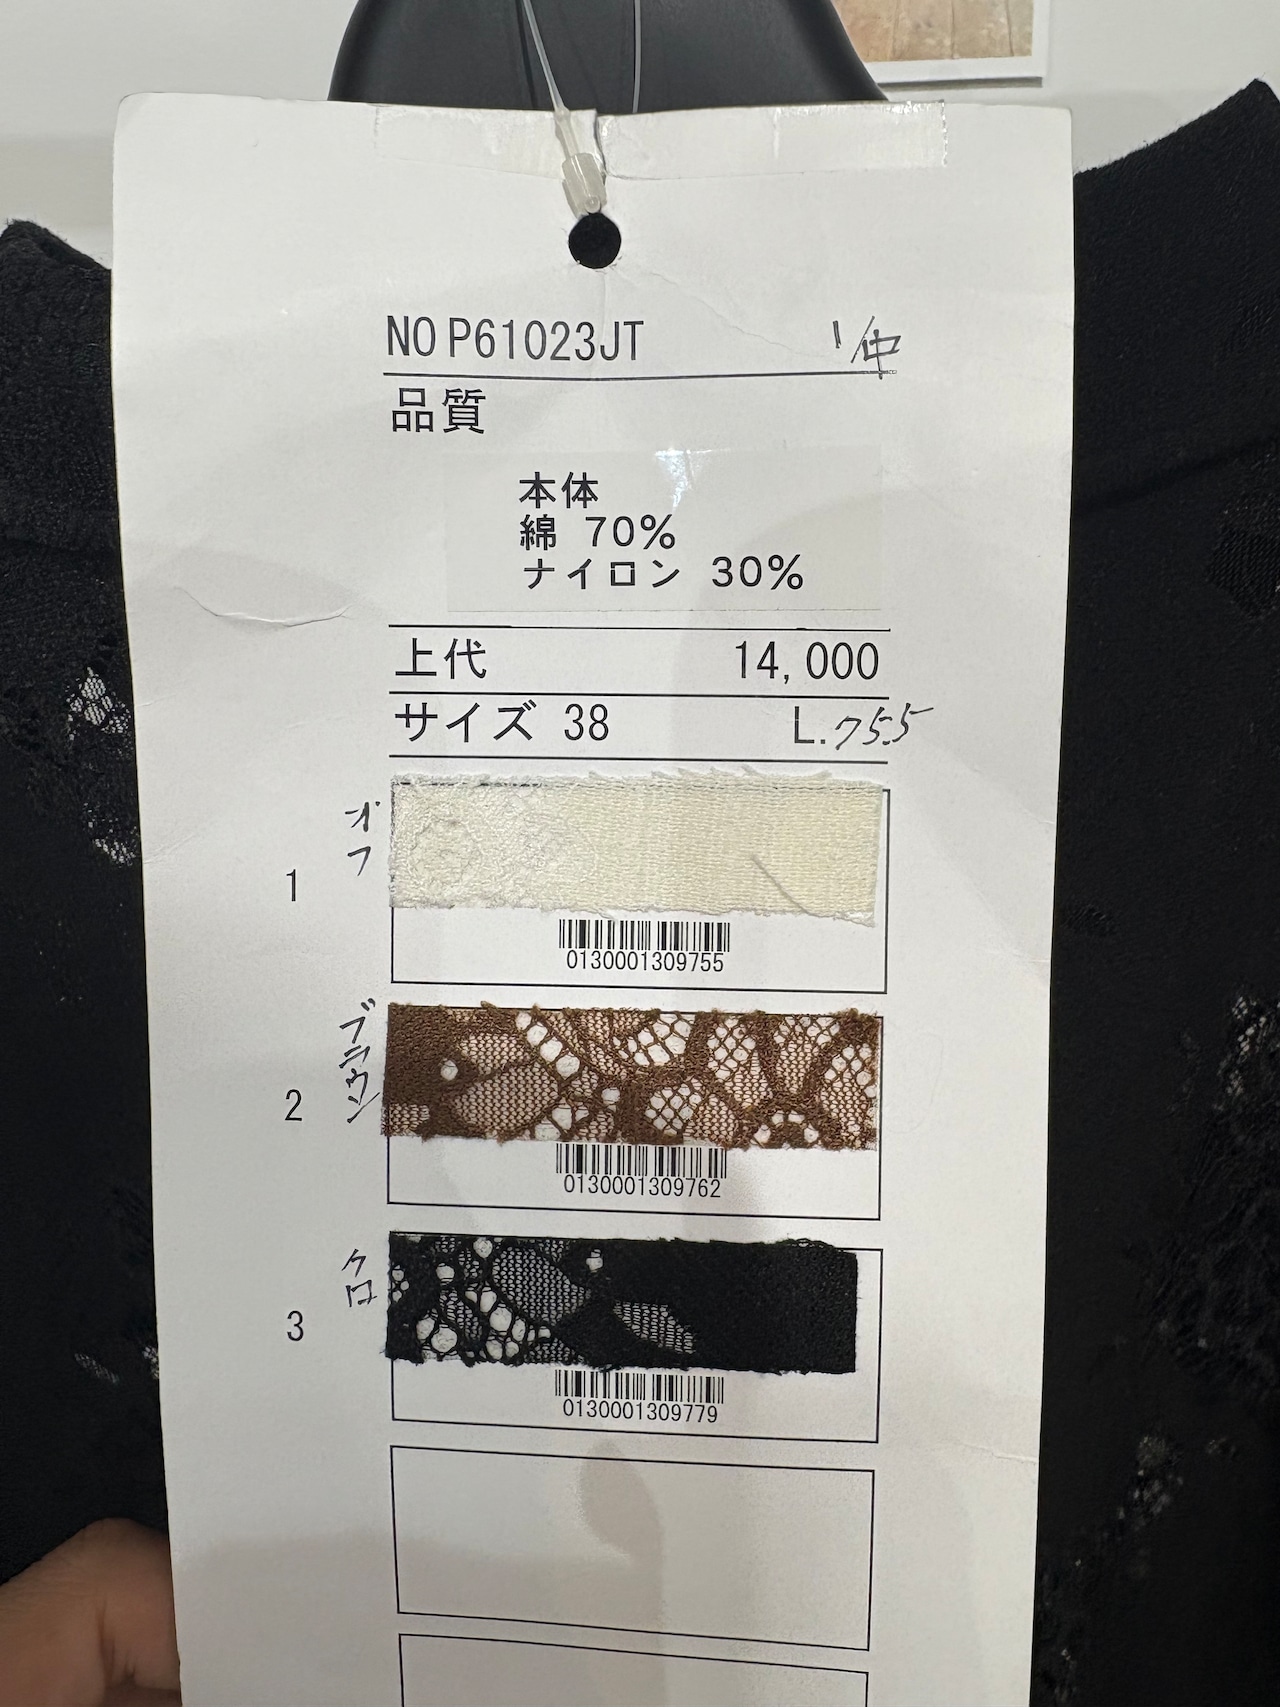 NO P61023JT 1/中
品質
本体
綿 70%
ナイロン 30%
上代 14,000
サイズ 38 L.75.5
オフ
1
0130001309755
ブラウン
2
0130001309762
クロ
3
0130001309779